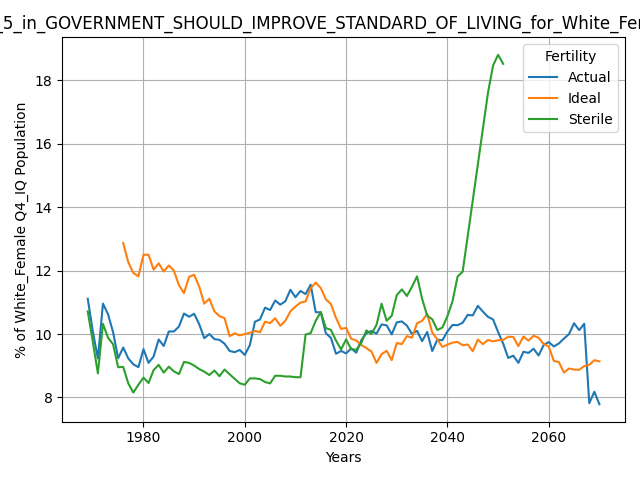 _5_in_GOVERNMENT_SHOULD_IMPROVE_STANDARD_OF_LIVING_for_White_Fem
Fertility
Actual
Ideal
Sterile
% of White_Female Q4_IQ Population
18
16
14
12
10
8
1980
2000
2020
2040
2060
Years